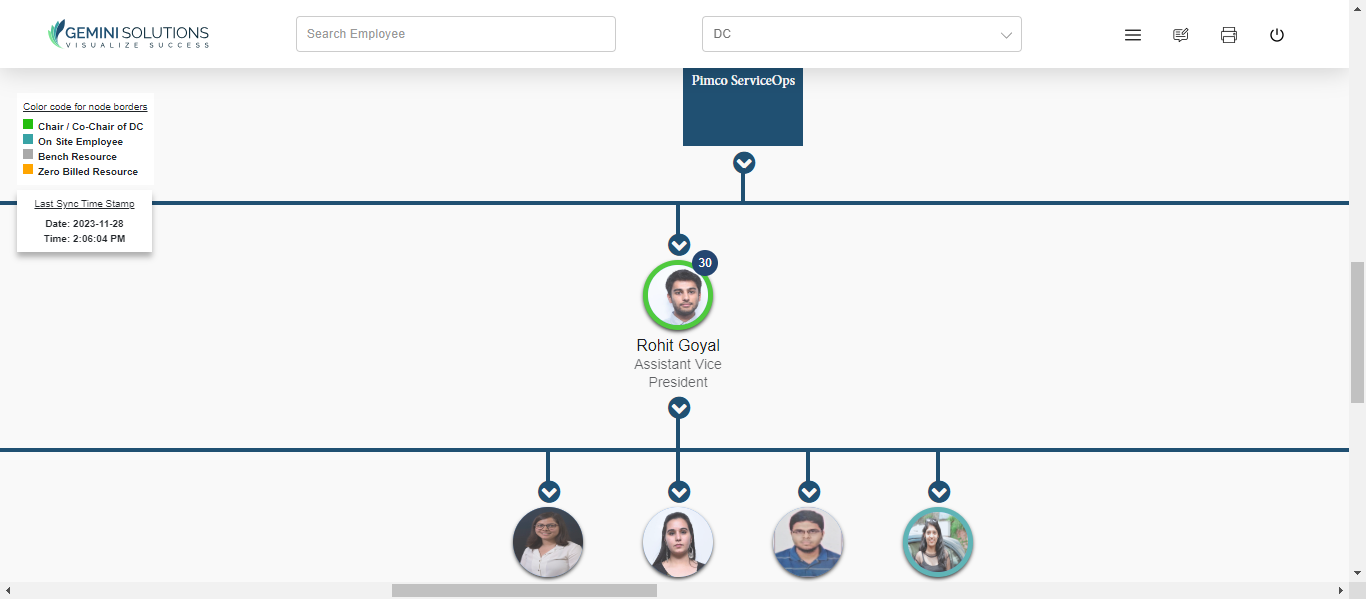 GEMINI SOLUTIONS
VISUALIZE SUCCESS
Search Employee
DC
Pimco ServiceOps
Color code for node borders
Chair / Co-Chair of DC
On Site Employee
Bench Resource
Zero Billed Resource
Last Sync Time Stamp
Date: 2023-11-28
Time: 2:06:04 PM
30
Rohit Goyal
Assistant Vice
President